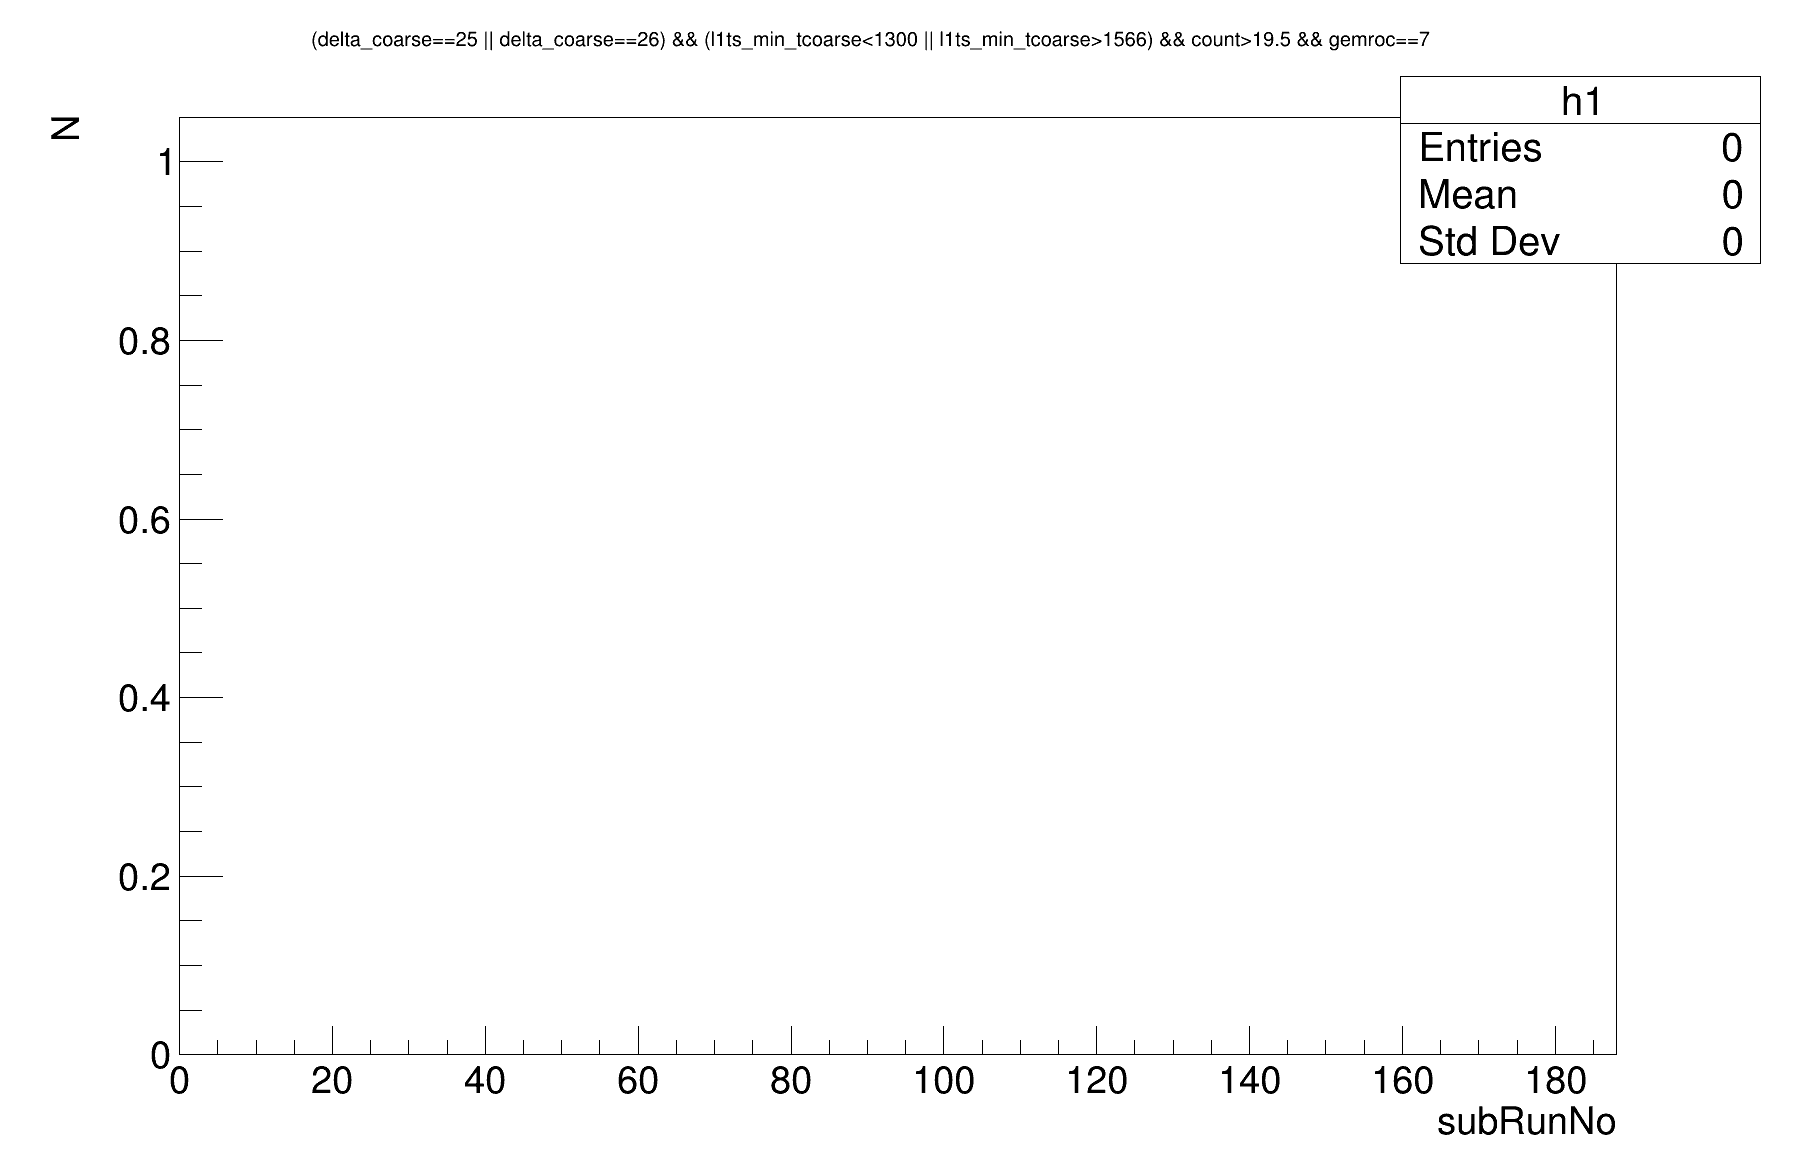 (delta_coarse==25 || delta_coarse==26) && (l1ts_min_tcoarse<1300 || l1ts_min_tcoarse>1566) && count>19.5 && gemroc==7
h1
Entries 0
Mean 0
Std Dev 0
N
1
0.8
0.6
0.4
0.2
0
0 20 40 60 80 100 120 140 160 180
subRunNo